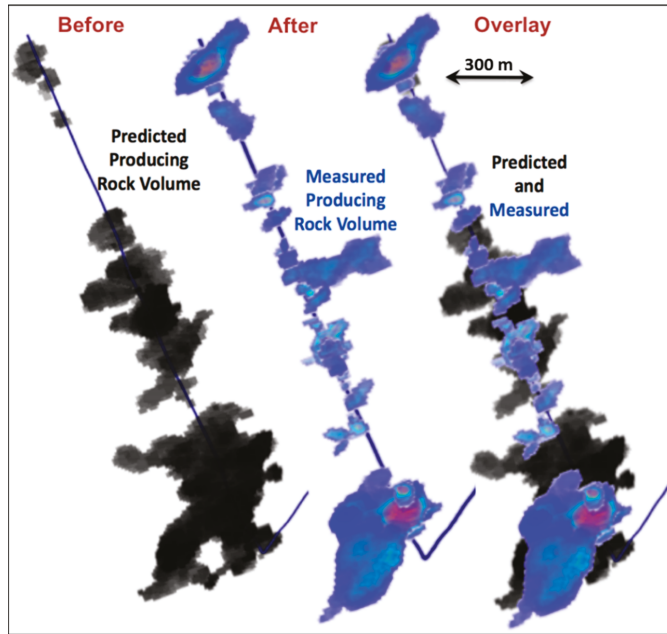 Before
After
Overlay
300 m
Predicted
Producing
Rock Volume
Measured
Producing
Rock Volume
Predicted
and
Measured